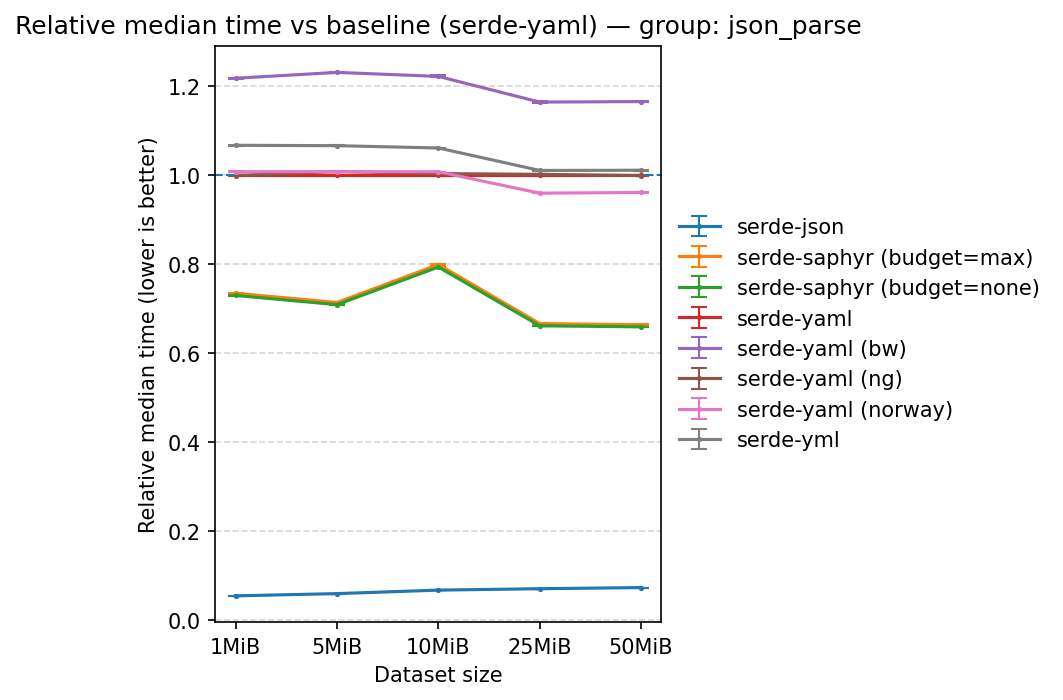 Relative median time vs baseline (serde-yaml) — group: json_parse
Relative median time (lower is better)
1.2
1.0
0.8
0.6
0.4
0.2
0.0
1MiB
5MiB
10MiB
25MiB
50MiB
Dataset size
serde-json
serde-saphyr (budget=max)
serde-saphyr (budget=none)
serde-yaml
serde-yaml (bw)
serde-yaml (ng)
serde-yaml (norway)
serde-yml